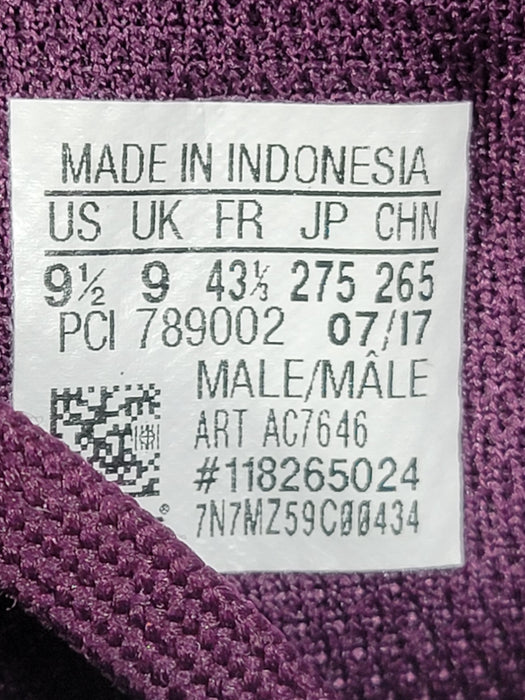 MADE IN INDONESIA
US UK FR JP CHN
9½ 9 43⅓ 275 265
PCI 789002 07/17
MALE/MÂLE
ART AC7646
#118265024
7N7MZ59C00434
®